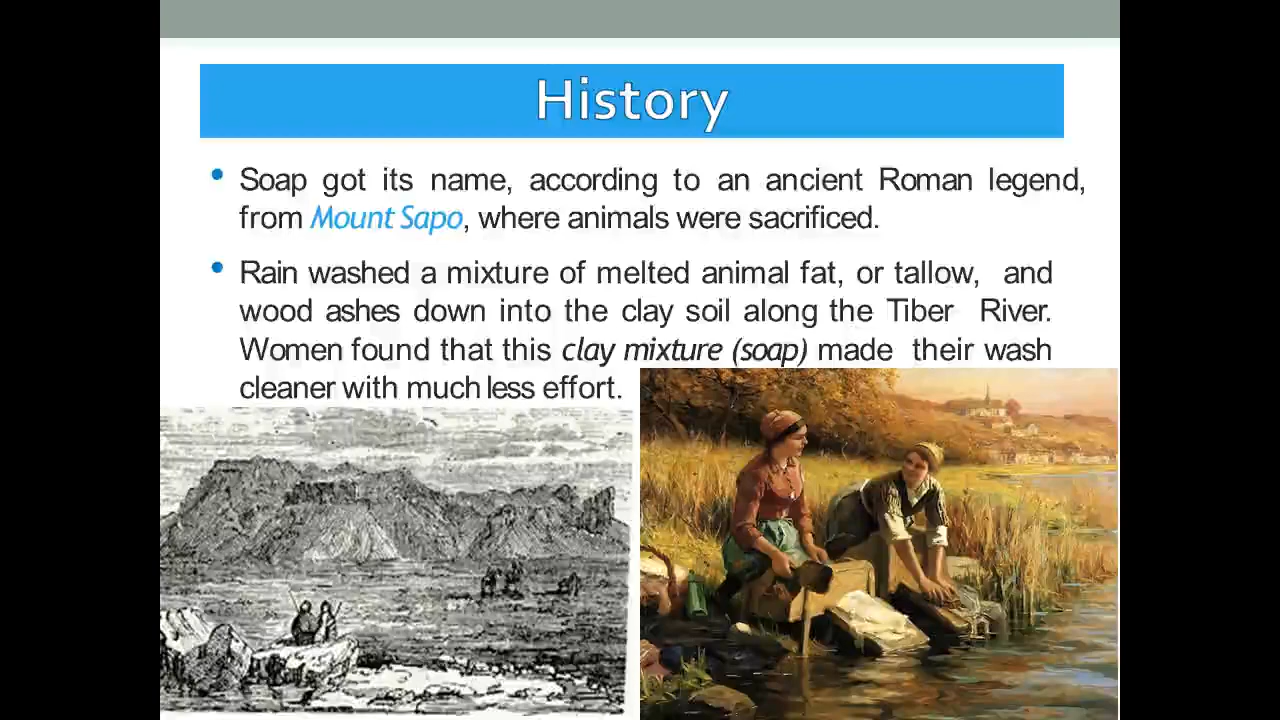 History
• Soap got its name, according to an ancient Roman legend,
from Mount Sapo, where animals were sacrificed.
• Rain washed a mixture of melted animal fat, or tallow, and
wood ashes down into the clay soil along the Tiber River.
Women found that this clay mixture (soap) made their wash
cleaner with much less effort.